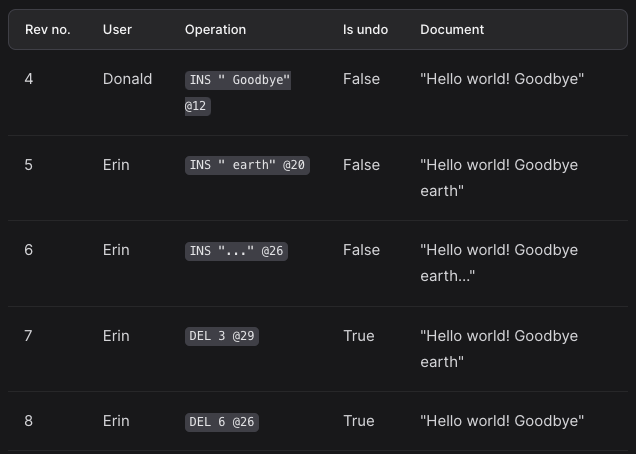 Rev no. User Operation Is undo Document
4 Donald INS " Goodbye" False "Hello world! Goodbye"
@12
5 Erin INS " earth" @20 False "Hello world! Goodbye
earth"
6 Erin INS "..." @26 False "Hello world! Goodbye
earth..."
7 Erin DEL 3 @29 True "Hello world! Goodbye
earth"
8 Erin DEL 6 @26 True "Hello world! Goodbye"